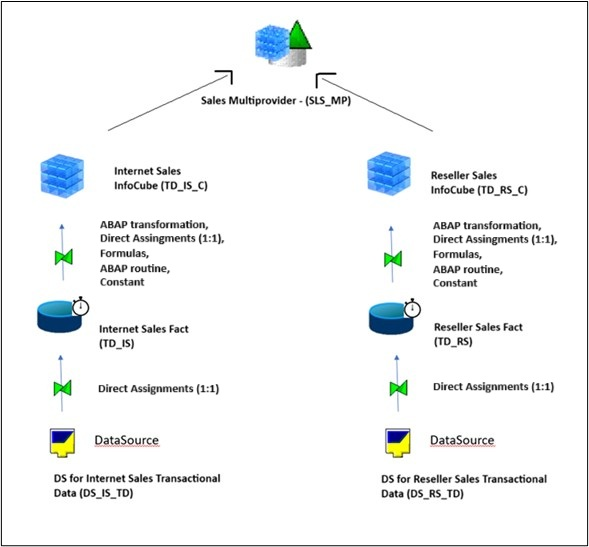 Sales Multiprovider - (SLS_MP)
Internet Sales
InfoCube (TD_IS_C)
ABAP transformation,
Direct Assingments (1:1),
Formulas,
ABAP routine,
Constant
Internet Sales Fact
(TD_IS)
Direct Assignments (1:1)
DataSource
DS for Internet Sales Transactional
Data (DS_IS_TD)
Reseller Sales
InfoCube (TD_RS_C)
ABAP transformation,
Direct Assingments (1:1),
Formulas,
ABAP routine,
Constant
Reseller Sales Fact
(TD_RS)
Direct Assignments (1:1)
DataSource
DS for Reseller Sales Transactional
Data (DS_RS_TD)